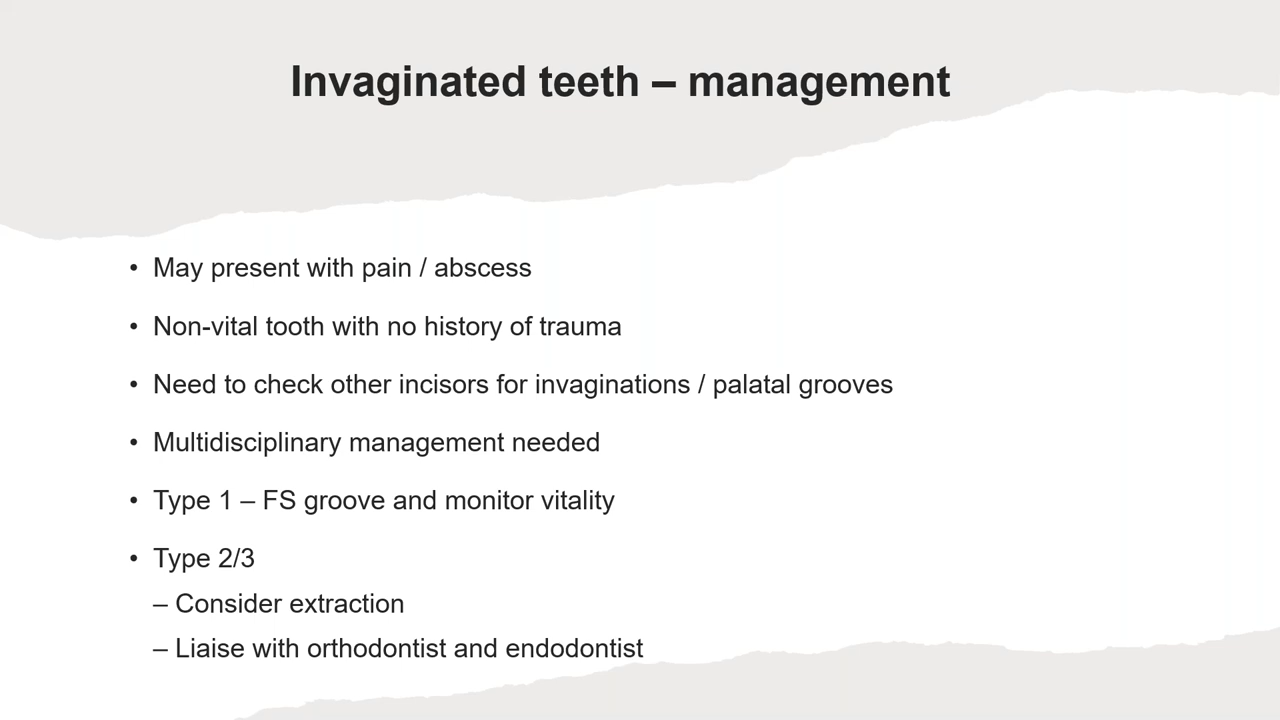 Invaginated teeth – management
• May present with pain / abscess
• Non-vital tooth with no history of trauma
• Need to check other incisors for invaginations / palatal grooves
• Multidisciplinary management needed
• Type 1 – FS groove and monitor vitality
• Type 2/3
– Consider extraction
– Liaise with orthodontist and endodontist